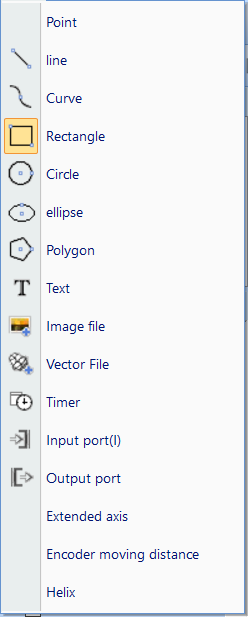 Point
line
Curve
Rectangle
Circle
ellipse
Polygon
Text
Image file
Vector File
Timer
Input port(I)
Output port
Extended axis
Encoder moving distance
Helix